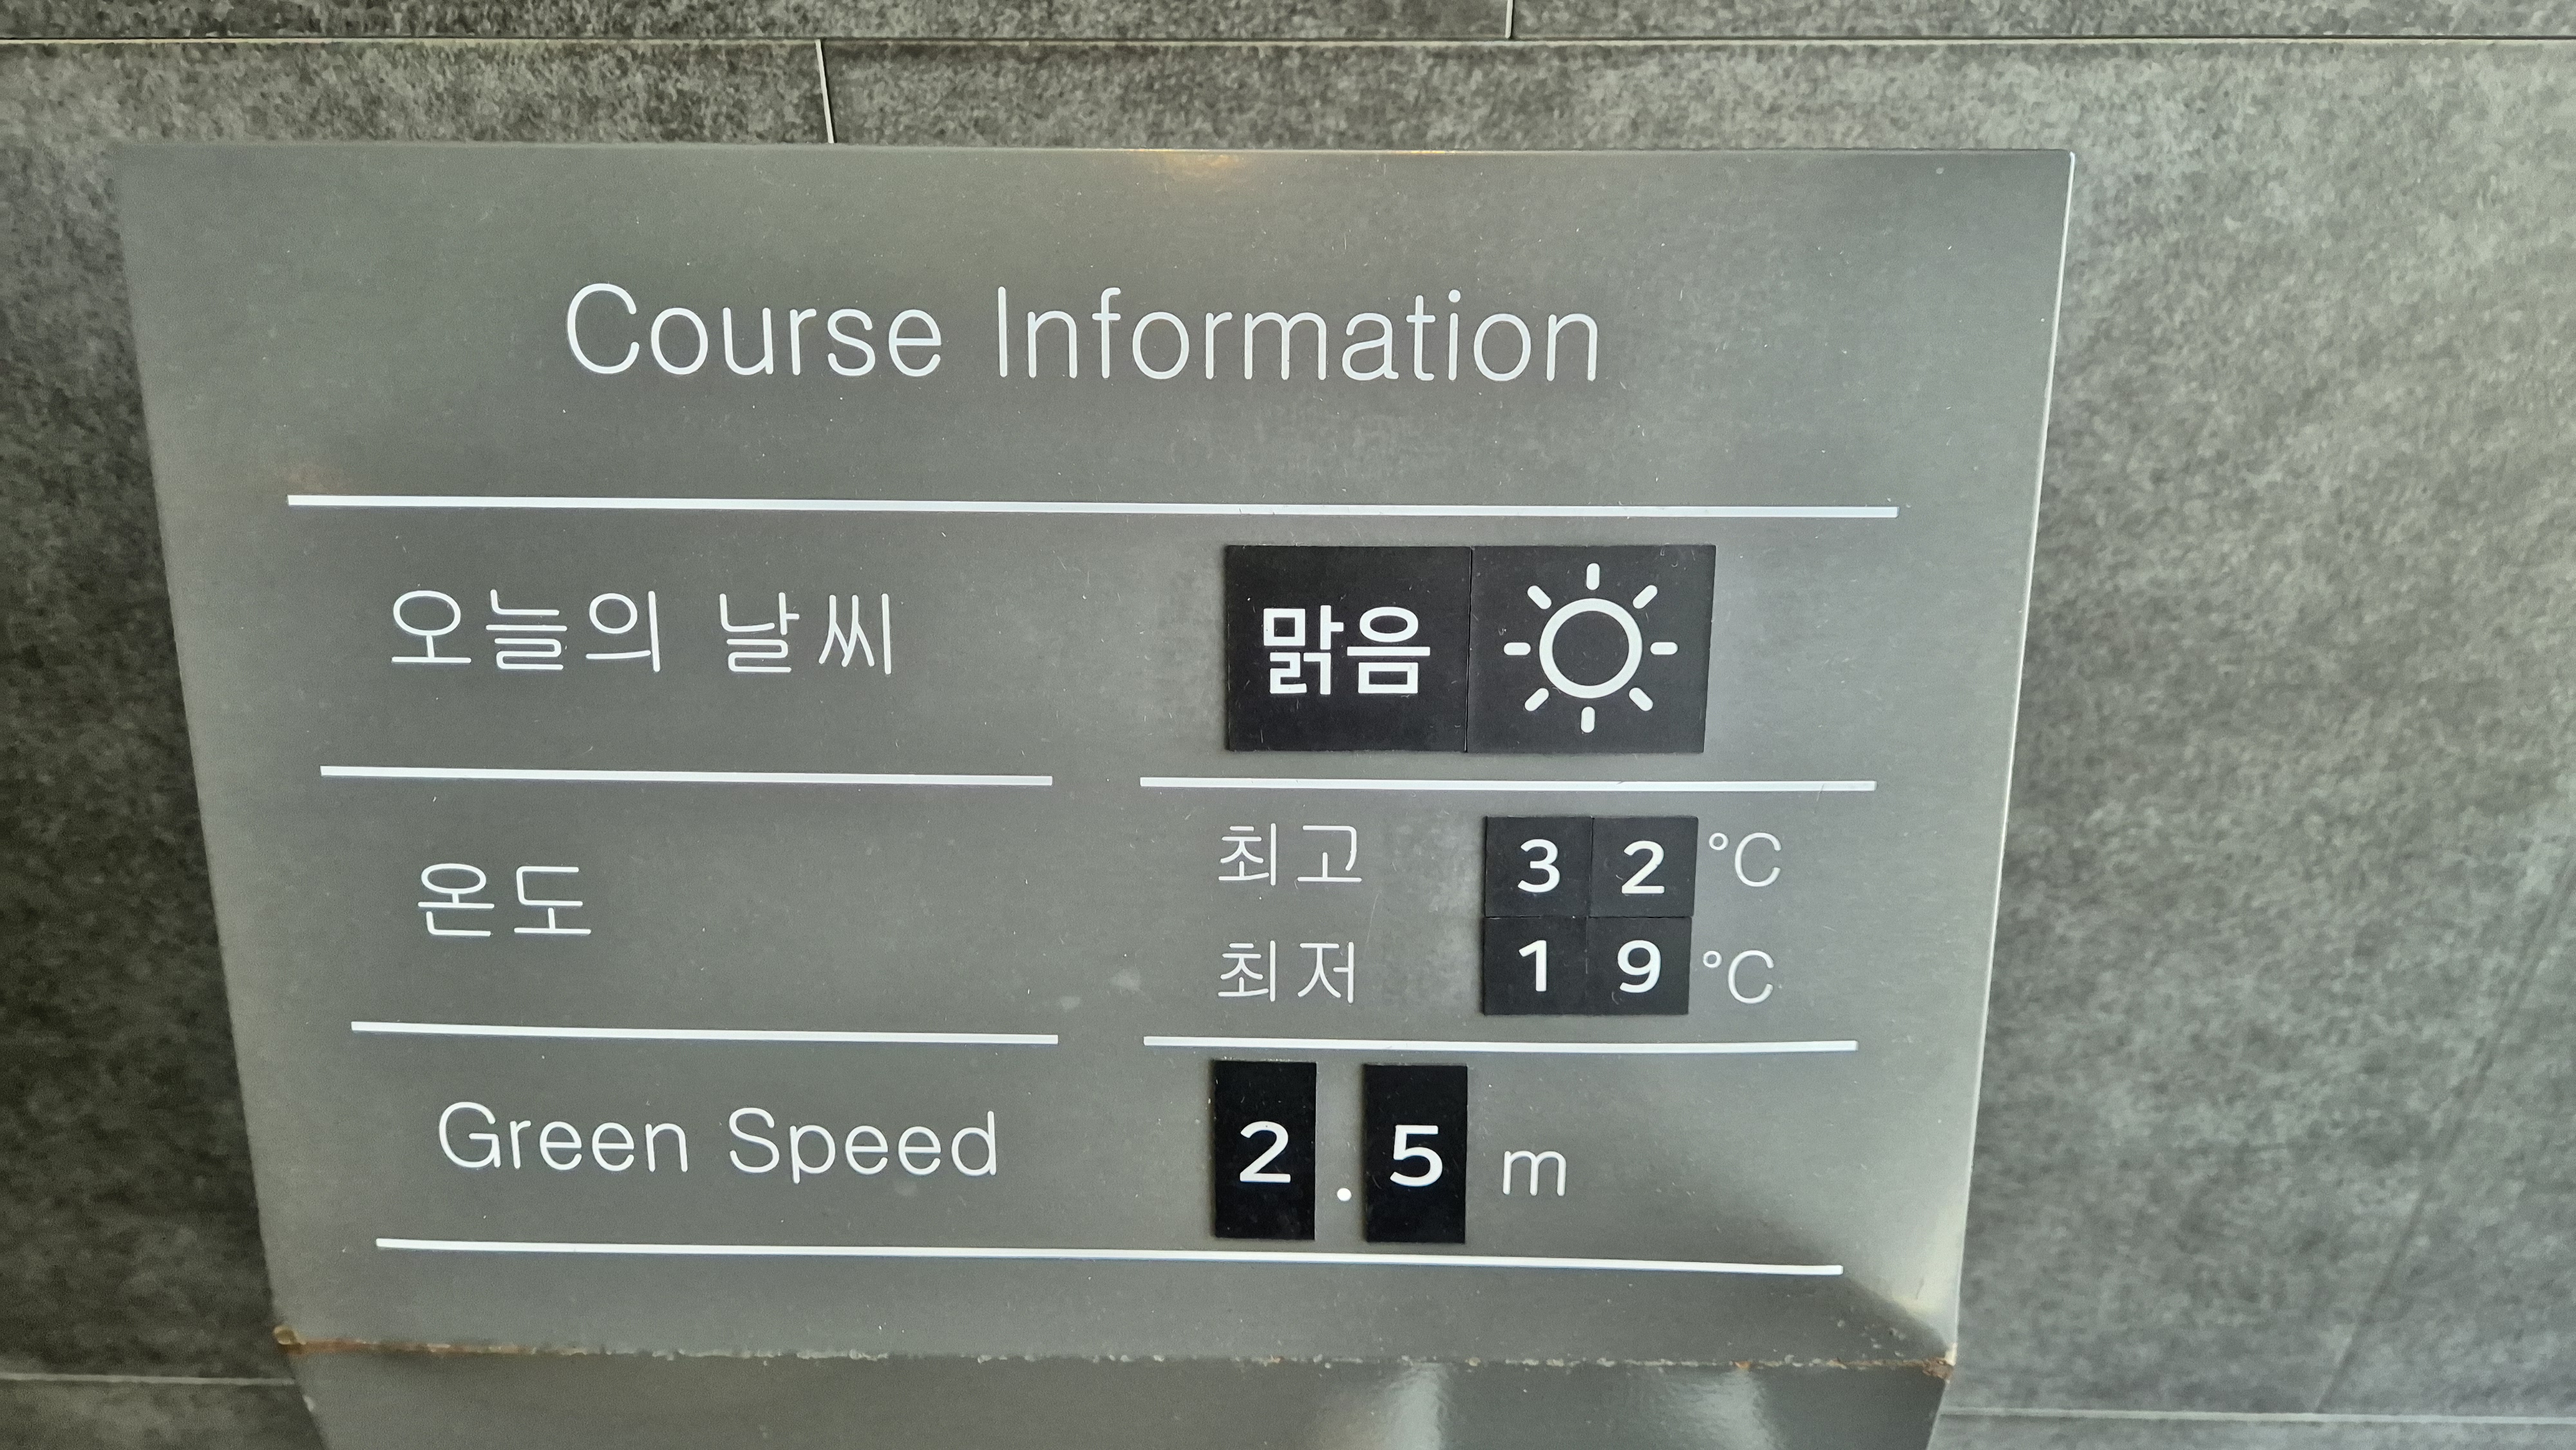 Course Information
오늘의 날씨 맑음
온도 최고 32 °C
최저 19 °C
Green Speed 2.5 m